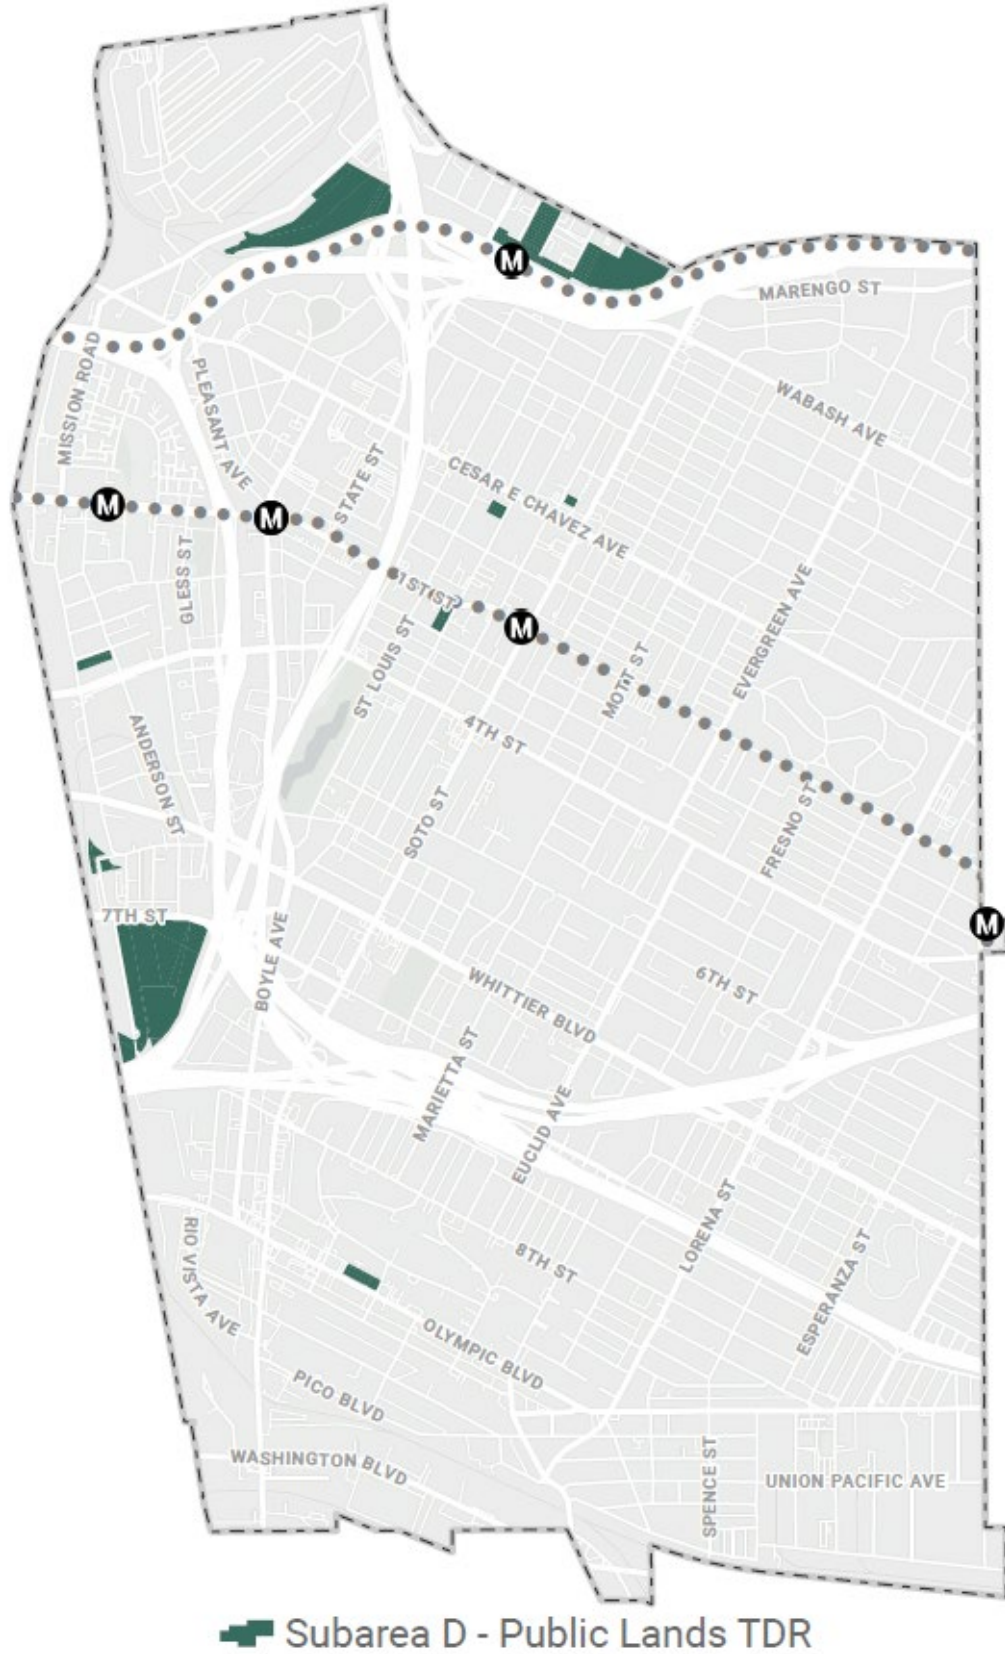 M
MARENGO ST
MISSION ROAD
PLEASANT AVE
WABASH AVE
STATE ST
CESAR E CHAVEZ AVE
M
M
GLESS ST
1ST ST
M
EVERGREEN AVE
ST LOUIS ST
MOTT ST
4TH ST
ANDERSON ST
SOTO ST
FRESNO ST
7TH ST
M
BOYLE AVE
WHITTIER BLVD
6TH ST
MARIETTA ST
EUCLID AVE
LORENA ST
RIO VISTA AVE
8TH ST
ESPERANZA ST
OLYMPIC BLVD
PICO BLVD
WASHINGTON BLVD
SPENCE ST
UNION PACIFIC AVE
Subarea D - Public Lands TDR